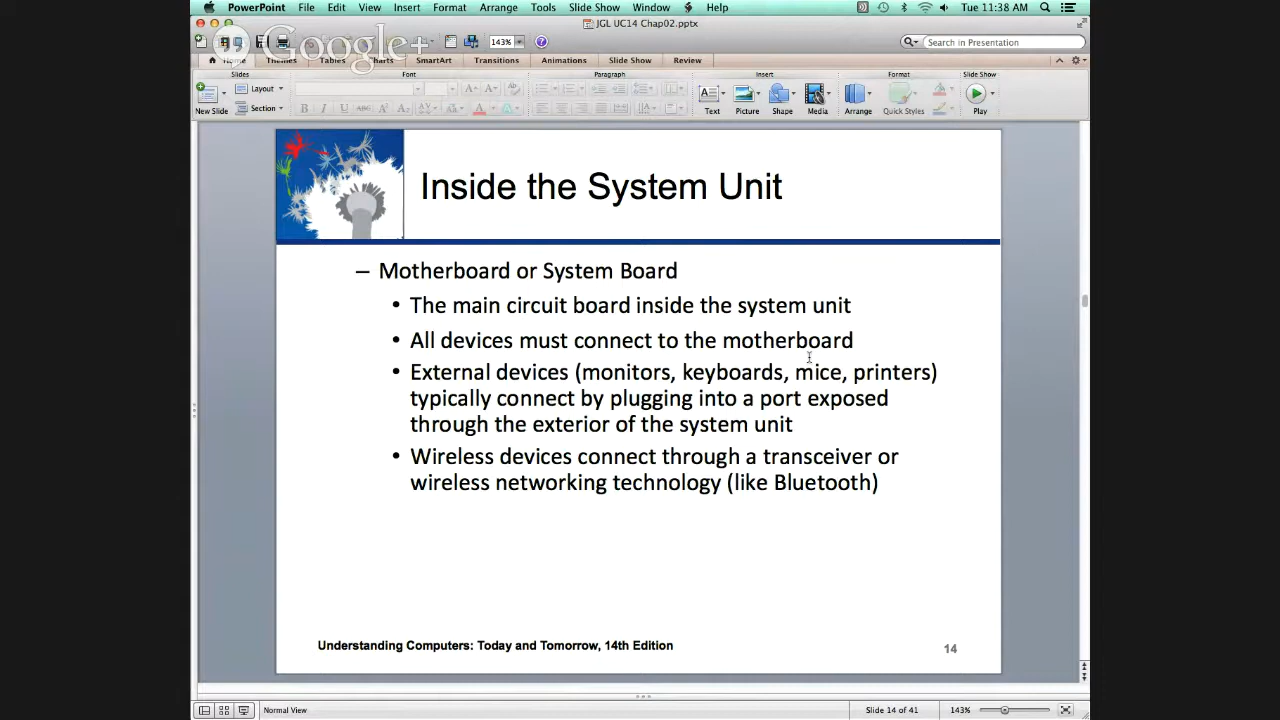 PowerPoint File Edit View Insert Format Arrange Tools Slide Show Window Help Tue 11:38 AM
JGL UC14 Chap02.pptx
Google+
143%
Search in Presentation
Home Themes Tables Charts SmartArt Transitions Animations Slide Show Review
Slides Font Paragraph Insert Format Slide Show
New Slide Layout Section Text Picture Shape Media Arrange Quick Styles Play
Inside the System Unit
– Motherboard or System Board
• The main circuit board inside the system unit
• All devices must connect to the motherboard
• External devices (monitors, keyboards, mice, printers)
typically connect by plugging into a port exposed
through the exterior of the system unit
• Wireless devices connect through a transceiver or
wireless networking technology (like Bluetooth)
Understanding Computers: Today and Tomorrow, 14th Edition
14
Normal View Slide 14 of 41 143%